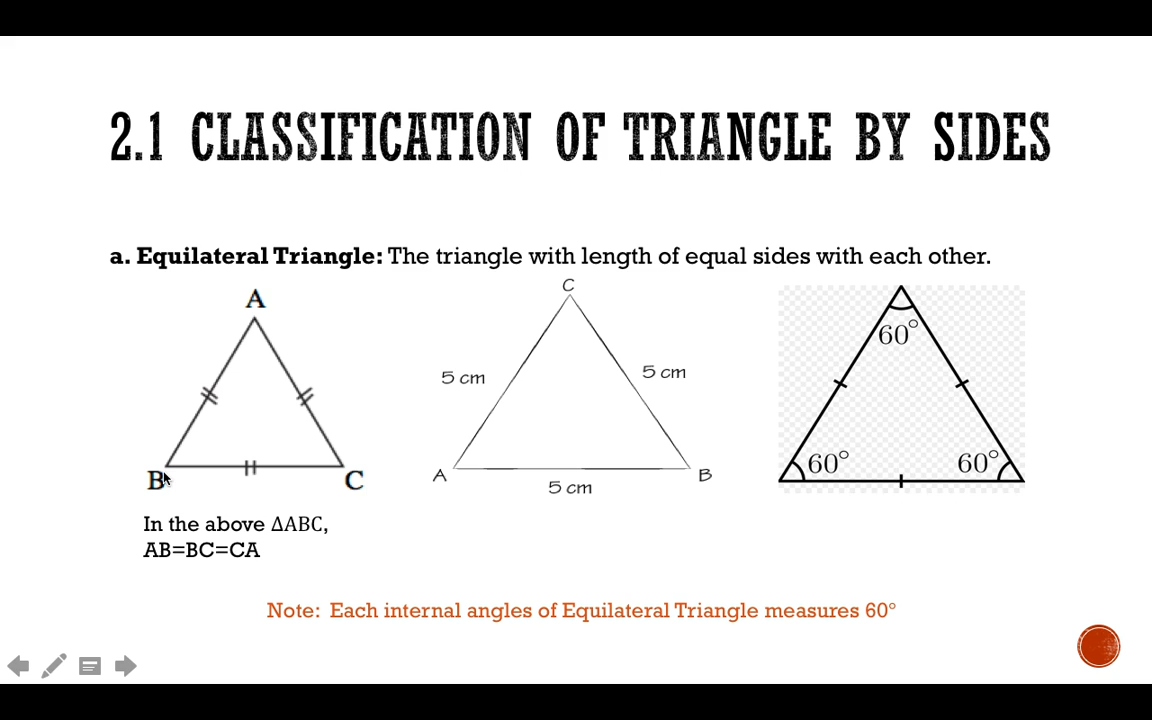 2.1 CLASSIFICATION OF TRIANGLE BY SIDES
a. Equilateral Triangle: The triangle with length of equal sides with each other.
A
B
C
C
5 cm
5 cm
A
B
5 cm
60°
60°
60°
In the above ΔABC,
AB=BC=CA
Note: Each internal angles of Equilateral Triangle measures 60°